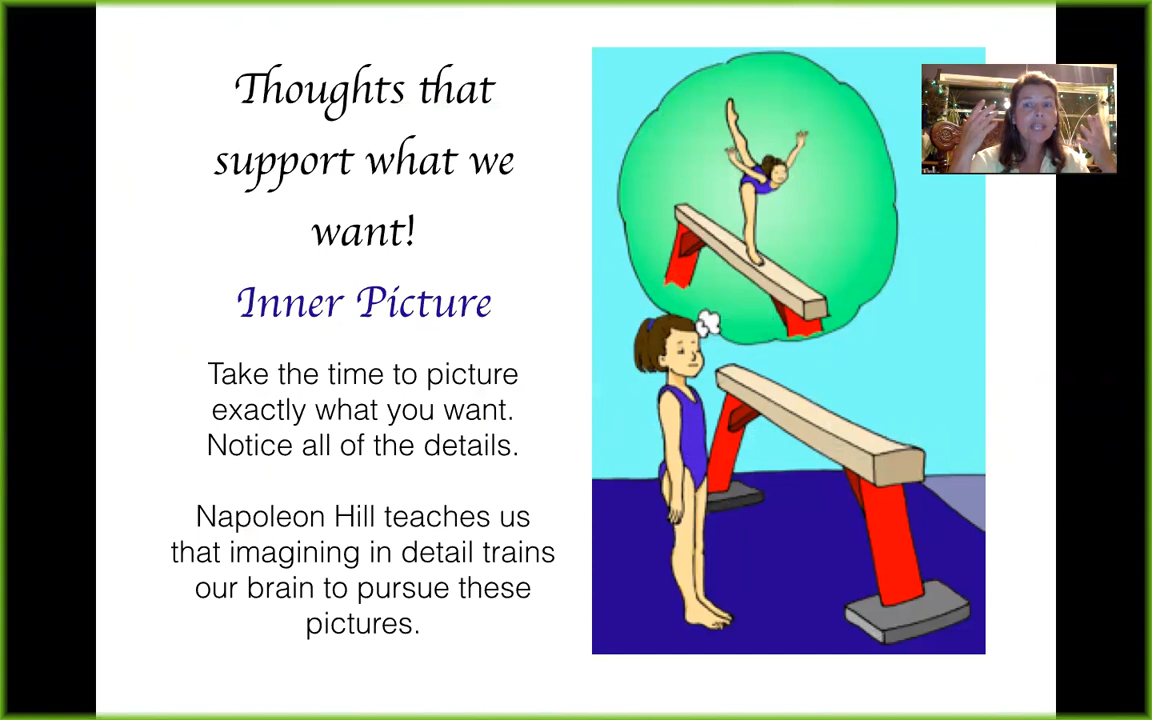 Thoughts that
support what we
want!
Inner Picture
Take the time to picture
exactly what you want.
Notice all of the details.
Napoleon Hill teaches us
that imagining in detail trains
our brain to pursue these
pictures.